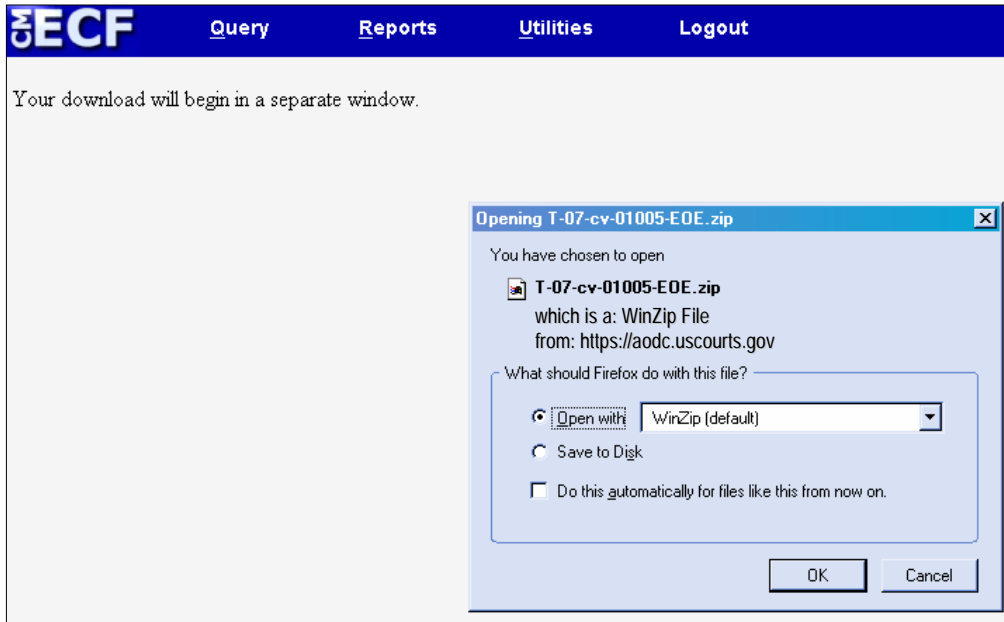 CM ECF Query Reports Utilities Logout
Your download will begin in a separate window.
Opening T-07-cv-01005-EOE.zip
You have chosen to open
T-07-cv-01005-EOE.zip
which is a: WinZip File
from: https://aodc.uscourts.gov
What should Firefox do with this file?
Open with WinZip (default)
Save to Disk
Do this automatically for files like this from now on.
OK Cancel